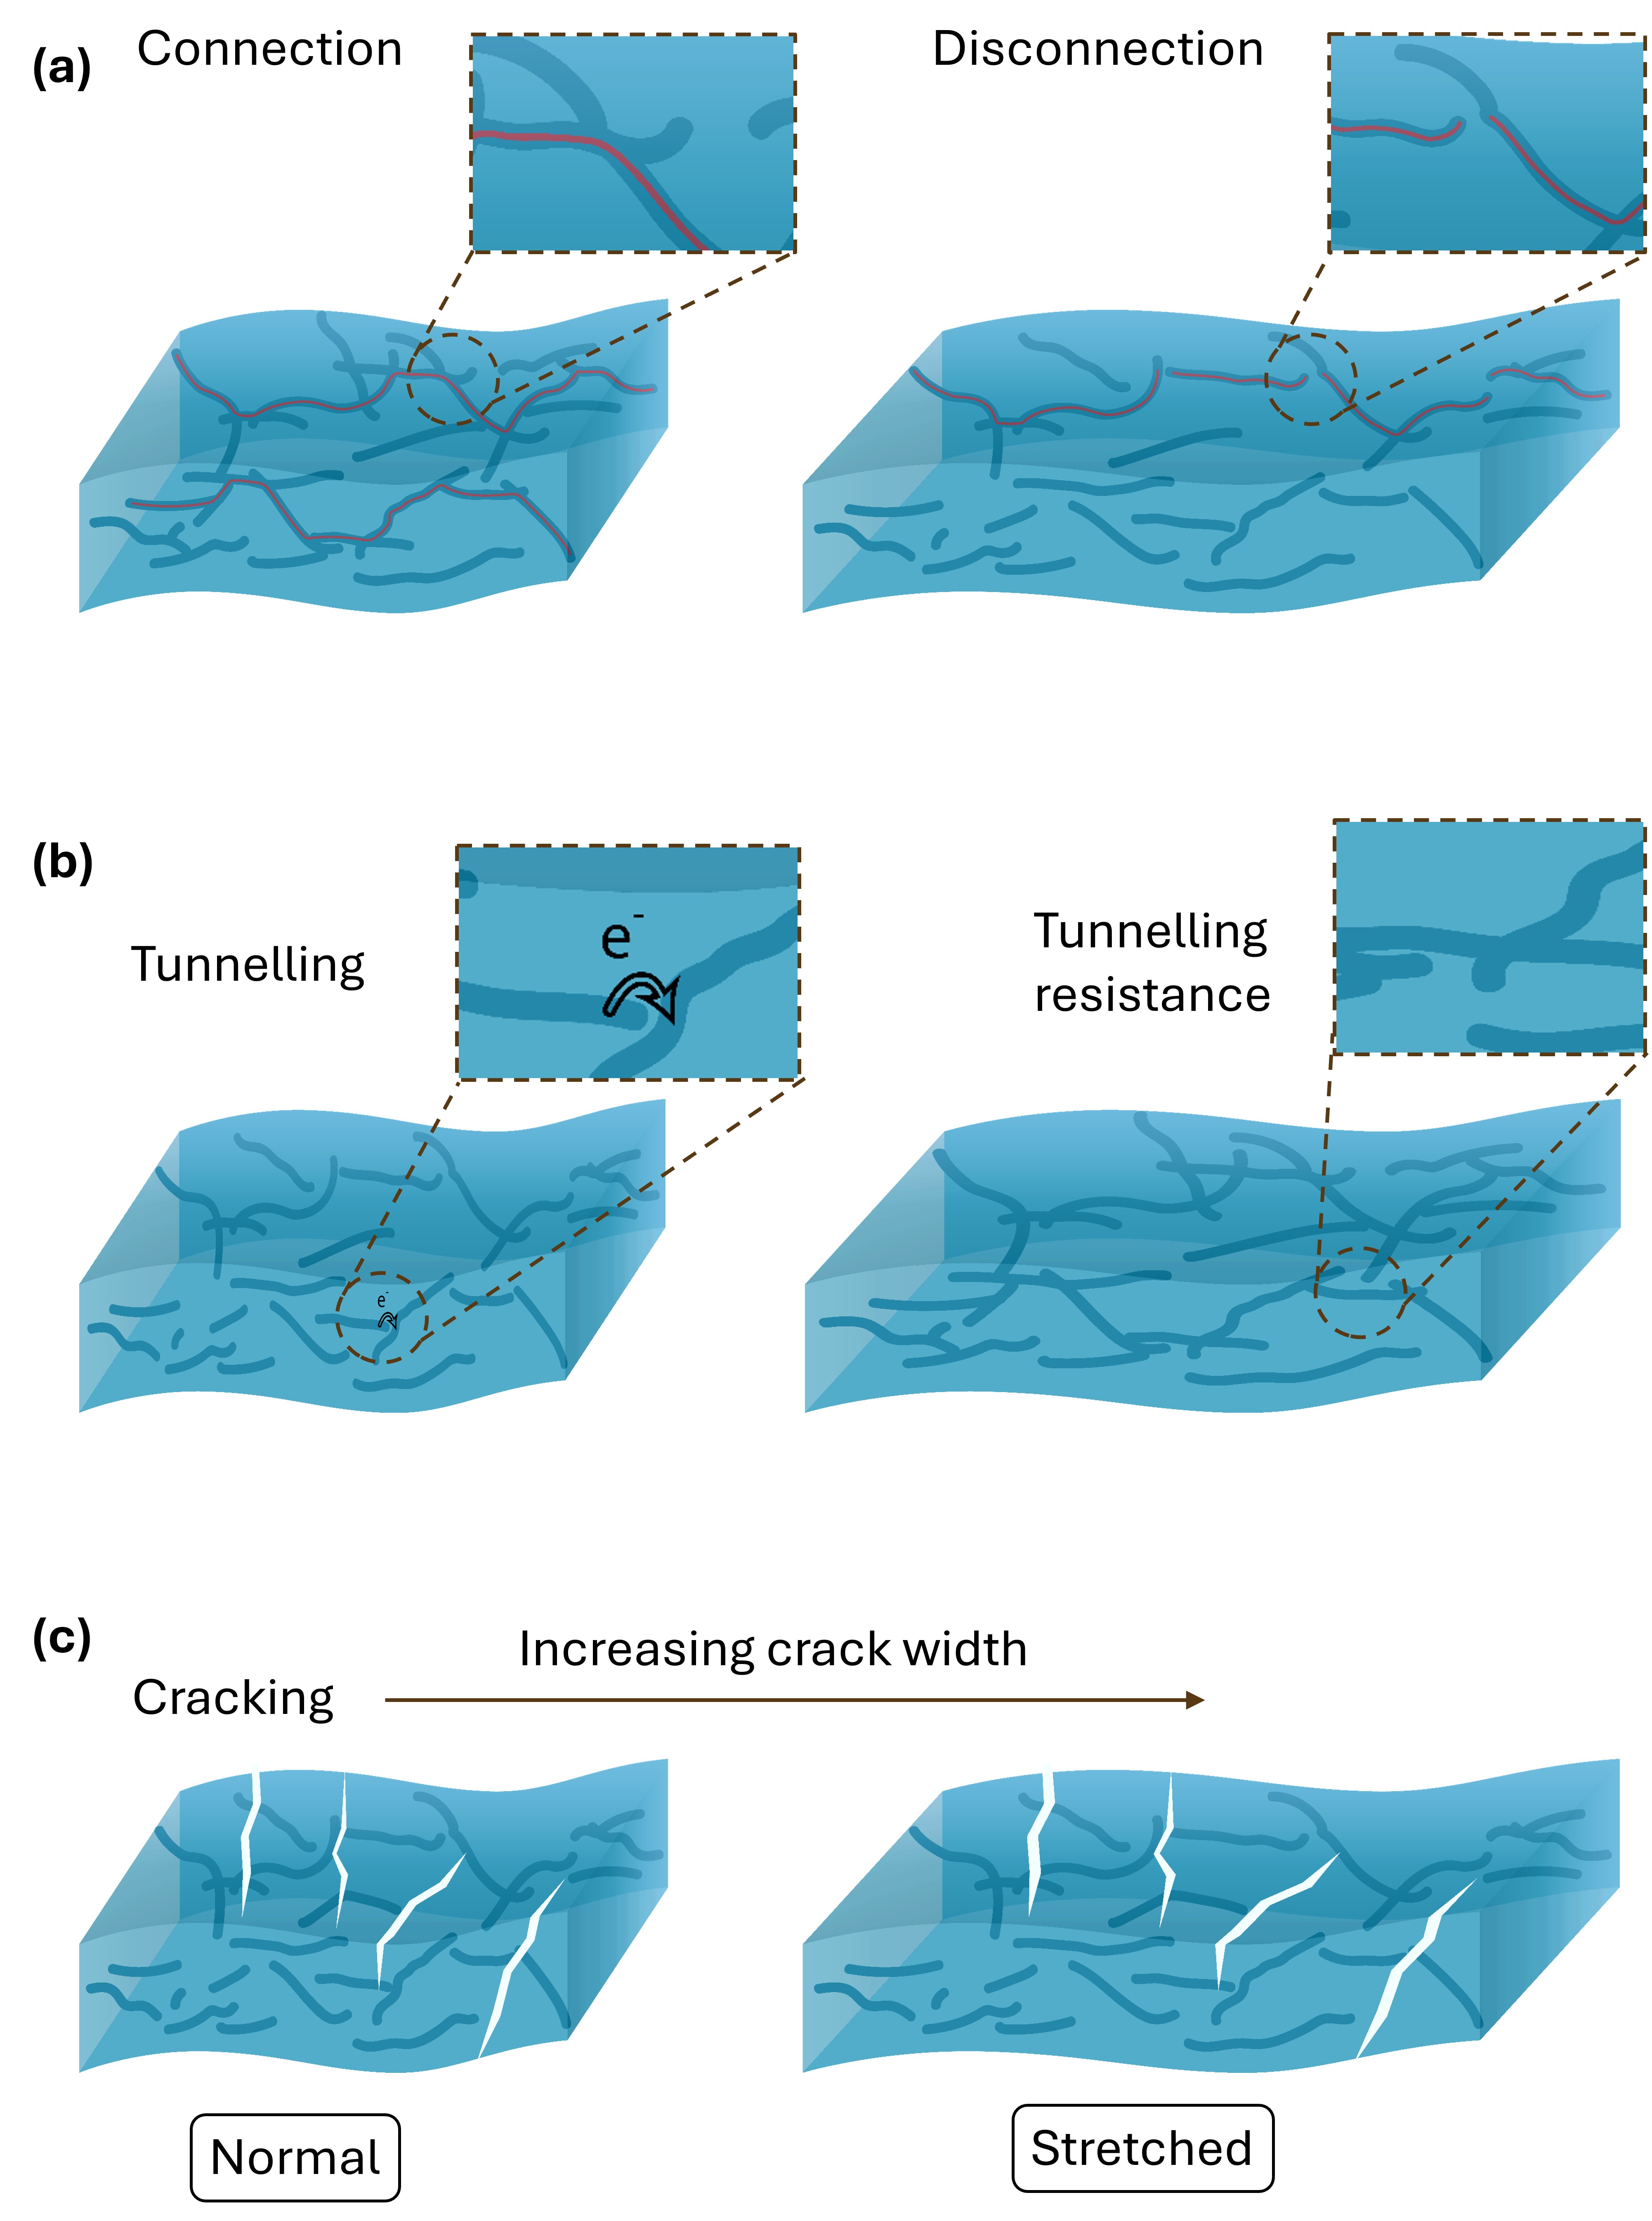 (a)
Connection
Disconnection
(b)
Tunnelling
e⁻
Tunnelling
resistance
e⁻
(c)
Increasing crack width
Cracking
Normal
Stretched